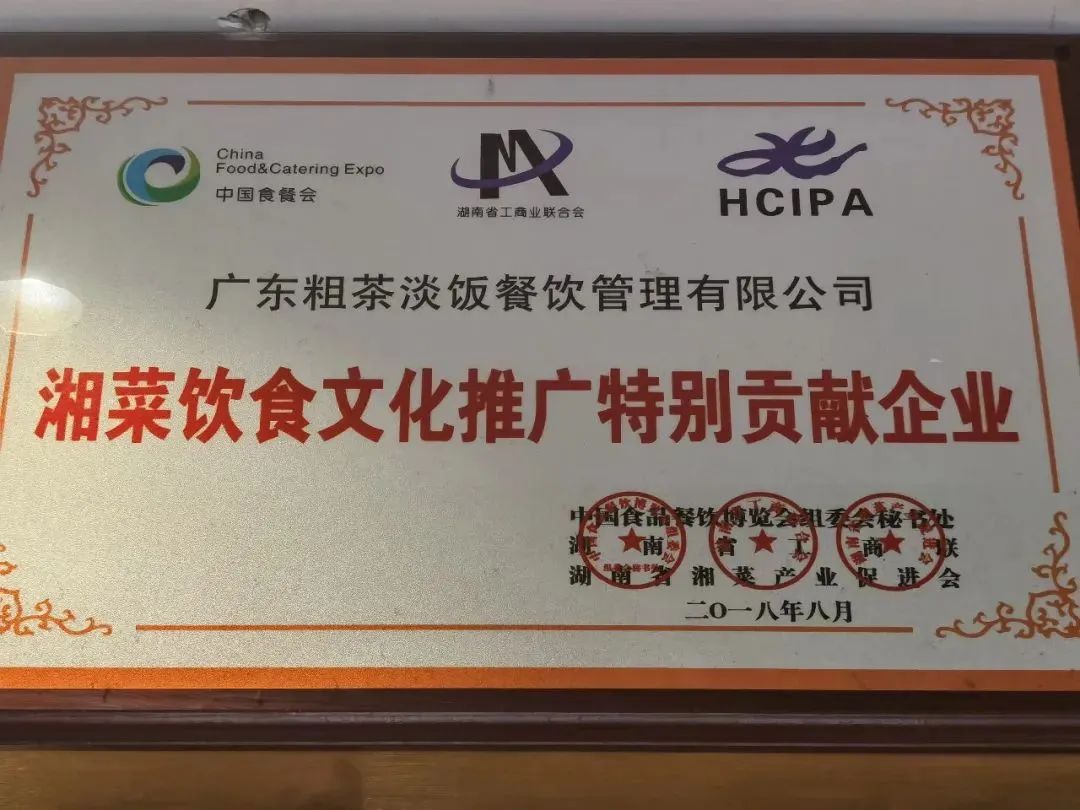 China
Food&Catering Expo
中国食餐会
湖南省工商业联合会
HCIPA
广东粗茶淡饭餐饮管理有限公司
湘菜饮食文化推广特别贡献企业
中国食品餐饮博览会组委会秘书处
湖南省工商联
湖南省湘菜产业促进会
二〇一八年八月